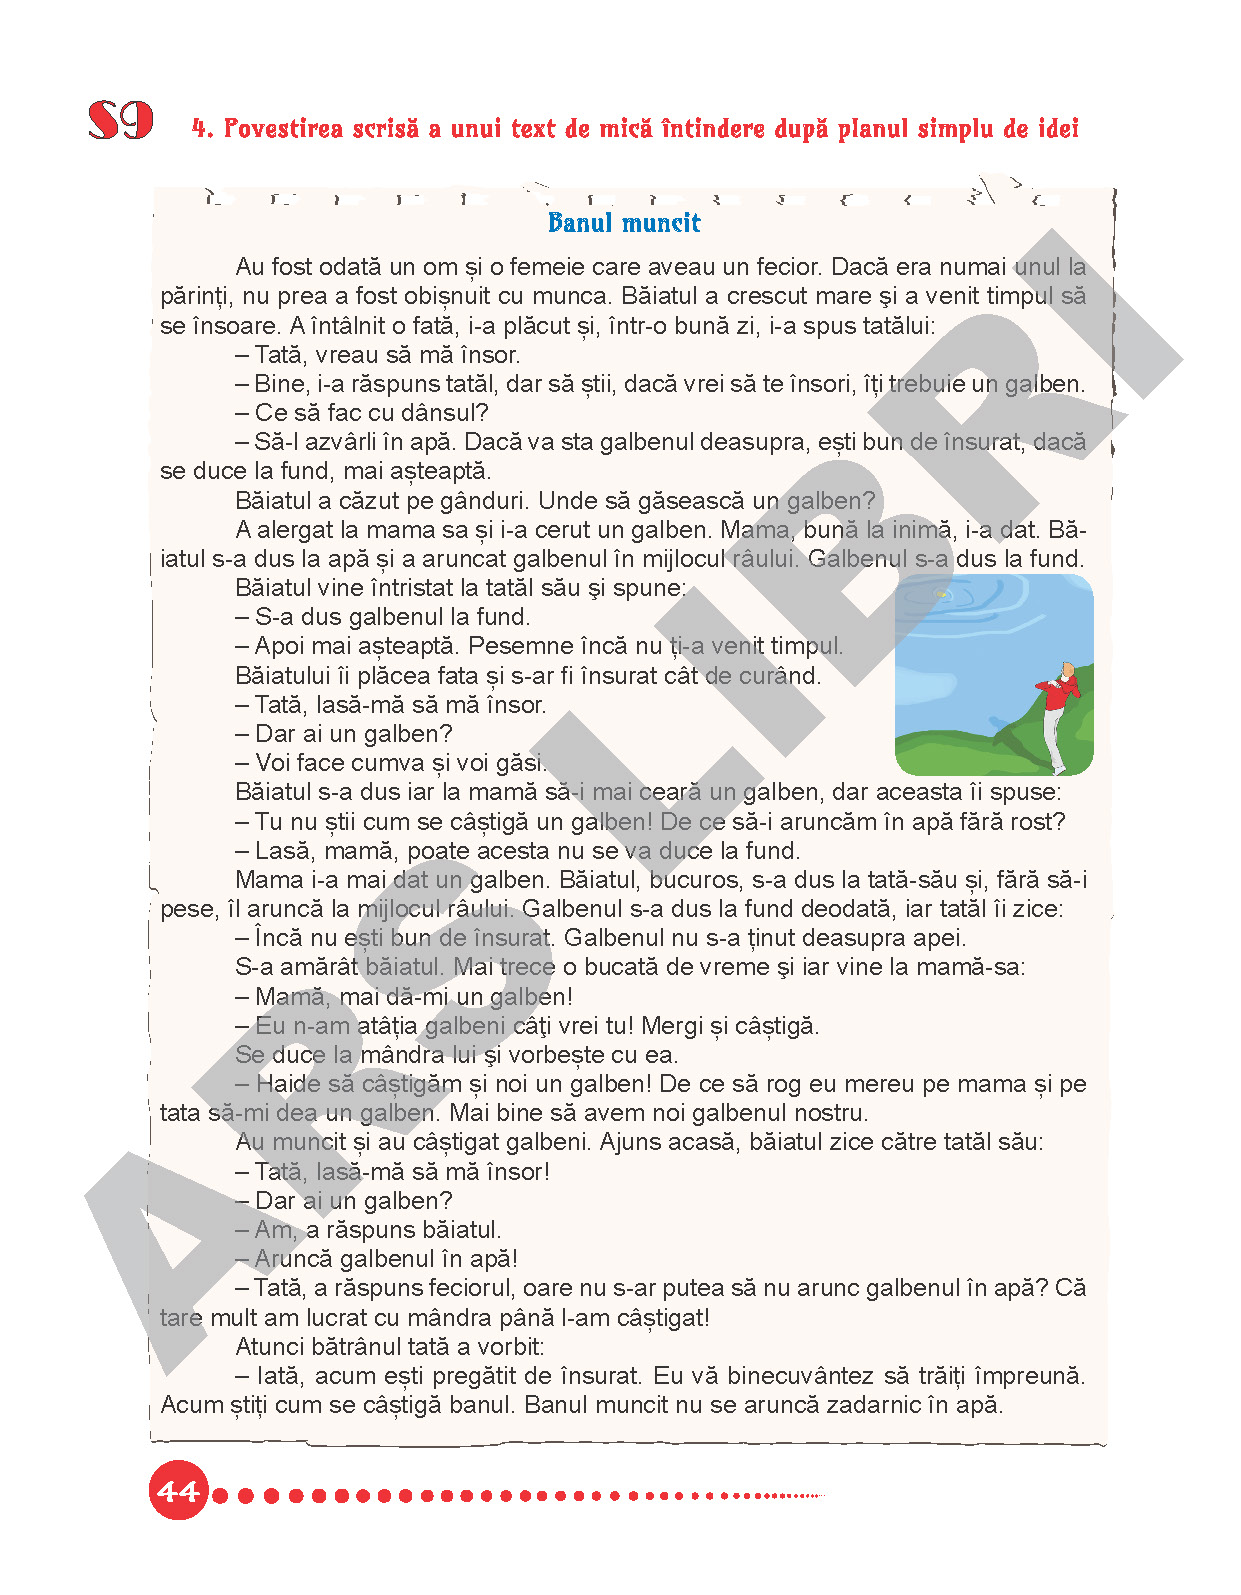 S9
4. Povestirea scrisă a unui text de mică întindere după planul simplu de idei
Banul muncit
Au fost odată un om și o femeie care aveau un fecior. Dacă era numai unul la
părinți, nu prea a fost obișnuit cu munca. Băiatul a crescut mare şi a venit timpul să
se însoare. A întâlnit o fată, i-a plăcut și, într-o bună zi, i-a spus tatălui:
– Tată, vreau să mă însor.
– Bine, i-a răspuns tatăl, dar să știi, dacă vrei să te însori, îți trebuie un galben.
– Ce să fac cu dânsul?
– Să-l azvârli în apă. Dacă va sta galbenul deasupra, ești bun de însurat, dacă
se duce la fund, mai așteaptă.
Băiatul a căzut pe gânduri. Unde să găsească un galben?
A alergat la mama sa și i-a cerut un galben. Mama, bună la inimă, i-a dat. Bă-
iatul s-a dus la apă și a aruncat galbenul în mijlocul râului. Galbenul s-a dus la fund.
Băiatul vine întristat la tatăl său şi spune:
– S-a dus galbenul la fund.
– Apoi mai așteaptă. Pesemne încă nu ți-a venit timpul.
Băiatului îi plăcea fata și s-ar fi însurat cât de curând.
– Tată, lasă-mă să mă însor.
– Dar ai un galben?
– Voi face cumva și voi găsi.
Băiatul s-a dus iar la mamă să-i mai ceară un galben, dar aceasta îi spuse:
– Tu nu știi cum se câștigă un galben! De ce să-i aruncăm în apă fără rost?
– Lasă, mamă, poate acesta nu se va duce la fund.
Mama i-a mai dat un galben. Băiatul, bucuros, s-a dus la tată-său și, fără să-i
pese, îl aruncă la mijlocul râului. Galbenul s-a dus la fund deodată, iar tatăl îi zice:
– Încă nu ești bun de însurat. Galbenul nu s-a ținut deasupra apei.
S-a amărât băiatul. Mai trece o bucată de vreme şi iar vine la mamă-sa:
– Mamă, mai dă-mi un galben!
– Eu n-am atâția galbeni câţi vrei tu! Mergi și câștigă.
Se duce la mândra lui şi vorbește cu ea.
– Haide să câștigăm și noi un galben! De ce să rog eu mereu pe mama și pe
tata să-mi dea un galben. Mai bine să avem noi galbenul nostru.
Au muncit și au câștigat galbeni. Ajuns acasă, băiatul zice către tatăl său:
– Tată, lasă-mă să mă însor!
– Dar ai un galben?
– Am, a răspuns băiatul.
– Aruncă galbenul în apă!
– Tată, a răspuns feciorul, oare nu s-ar putea să nu arunc galbenul în apă? Că
tare mult am lucrat cu mândra până l-am câștigat!
Atunci bătrânul tată a vorbit:
– Iată, acum ești pregătit de însurat. Eu vă binecuvântez să trăiți împreună.
Acum știți cum se câștigă banul. Banul muncit nu se aruncă zadarnic în apă.
44
ARS LIBRI